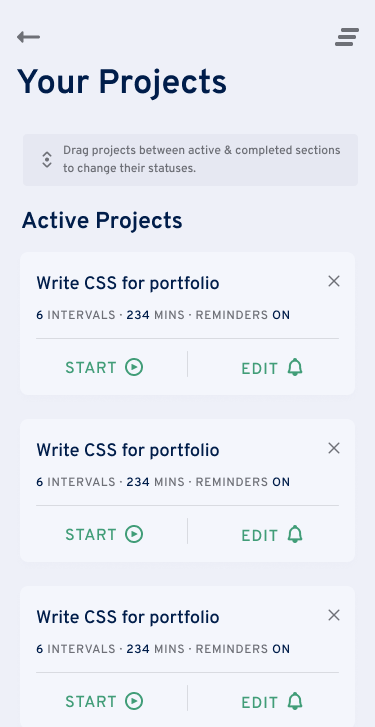 Your Projects
Drag projects between active & completed sections
to change their statuses.
Active Projects
Write CSS for portfolio
6 INTERVALS · 234 MINS · REMINDERS ON
START EDIT
Write CSS for portfolio
6 INTERVALS · 234 MINS · REMINDERS ON
START EDIT
Write CSS for portfolio
6 INTERVALS · 234 MINS · REMINDERS ON
START EDIT